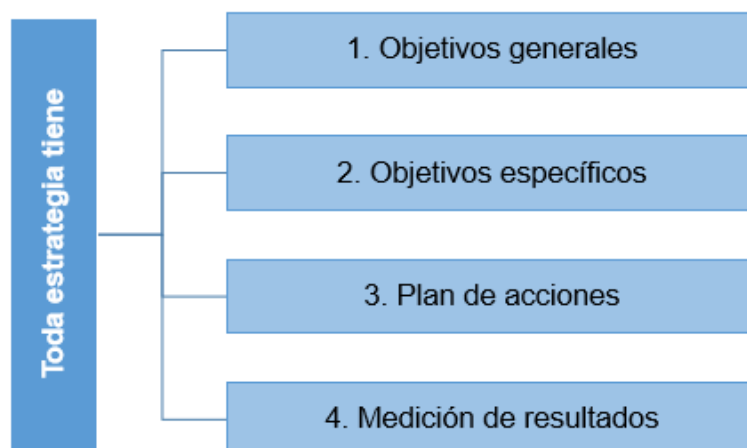 Toda estrategia tiene
1. Objetivos generales
2. Objetivos específicos
3. Plan de acciones
4. Medición de resultados